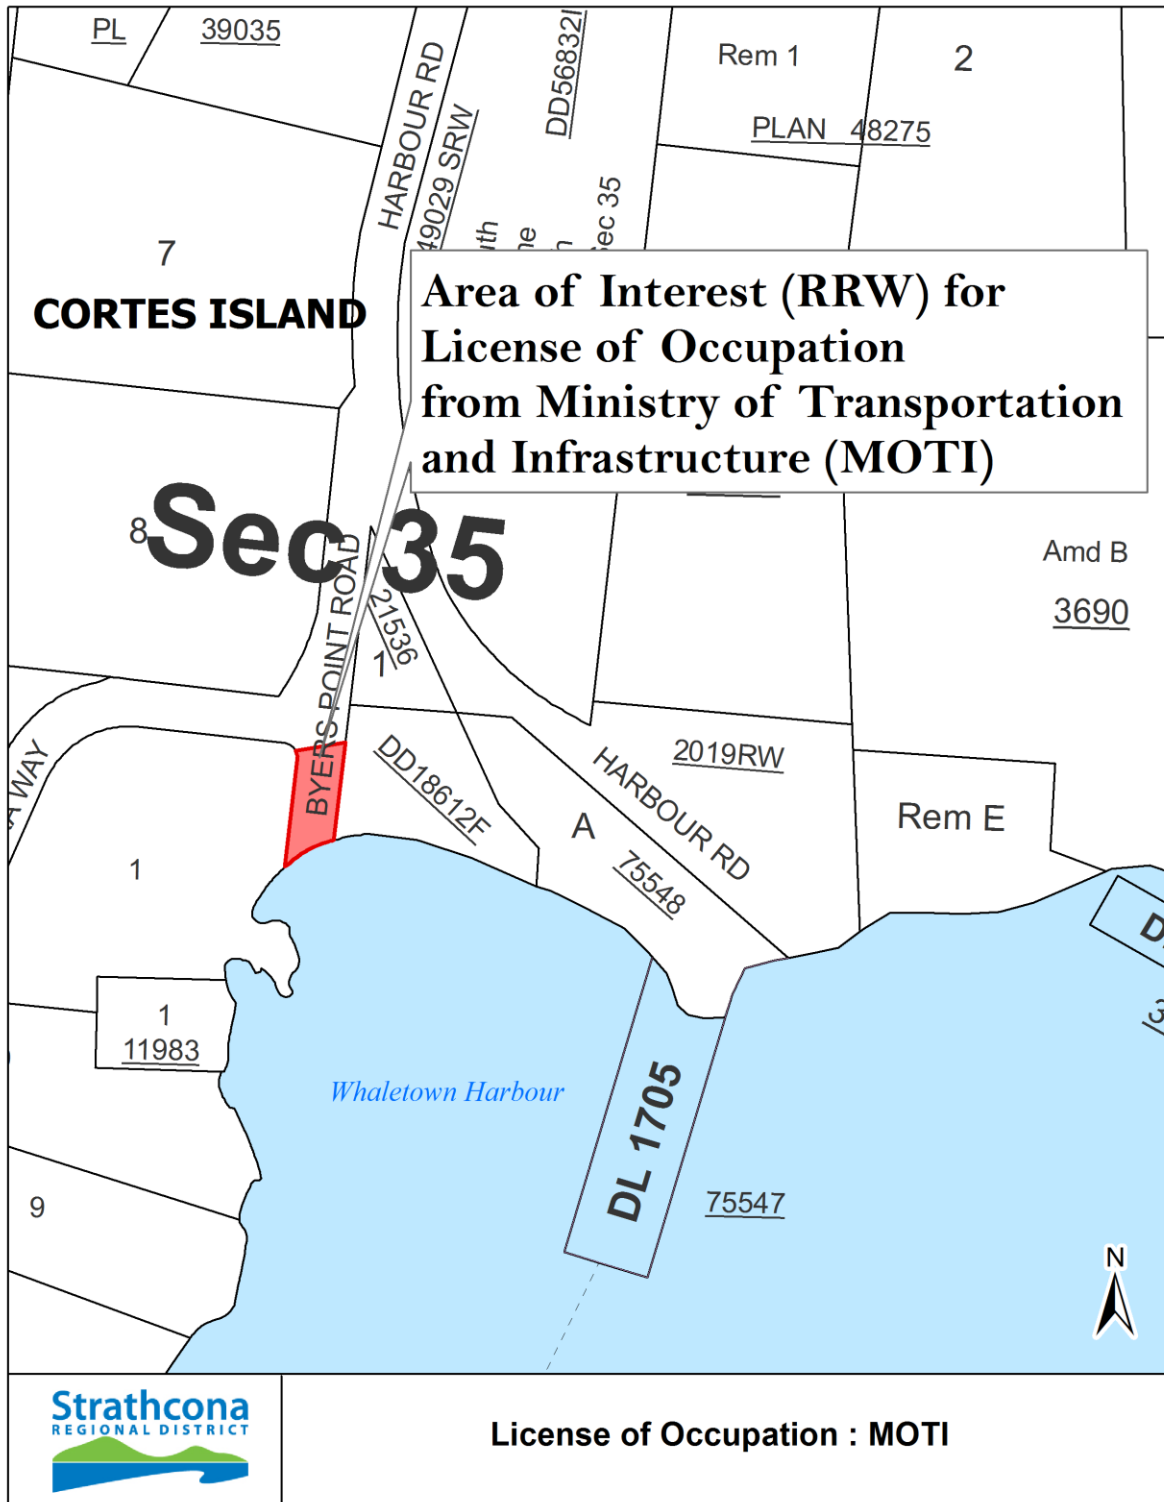 PL
39035
HARBOUR RD
49029 SRW
DD56832I
Rem 1
2
PLAN 48275
Sec 35
7
CORTES ISLAND
Area of Interest (RRW) for
License of Occupation
from Ministry of Transportation
and Infrastructure (MOTI)
8
Sec 35
Amd B
3690
BYERS POINT ROAD
21536
1
DD18612F
HARBOUR RD
2019RW
Rem E
A
75548
WAY
1
1
11983
Whaletown Harbour
DL 1705
75547
9
N
Strathcona
REGIONAL DISTRICT
License of Occupation : MOTI